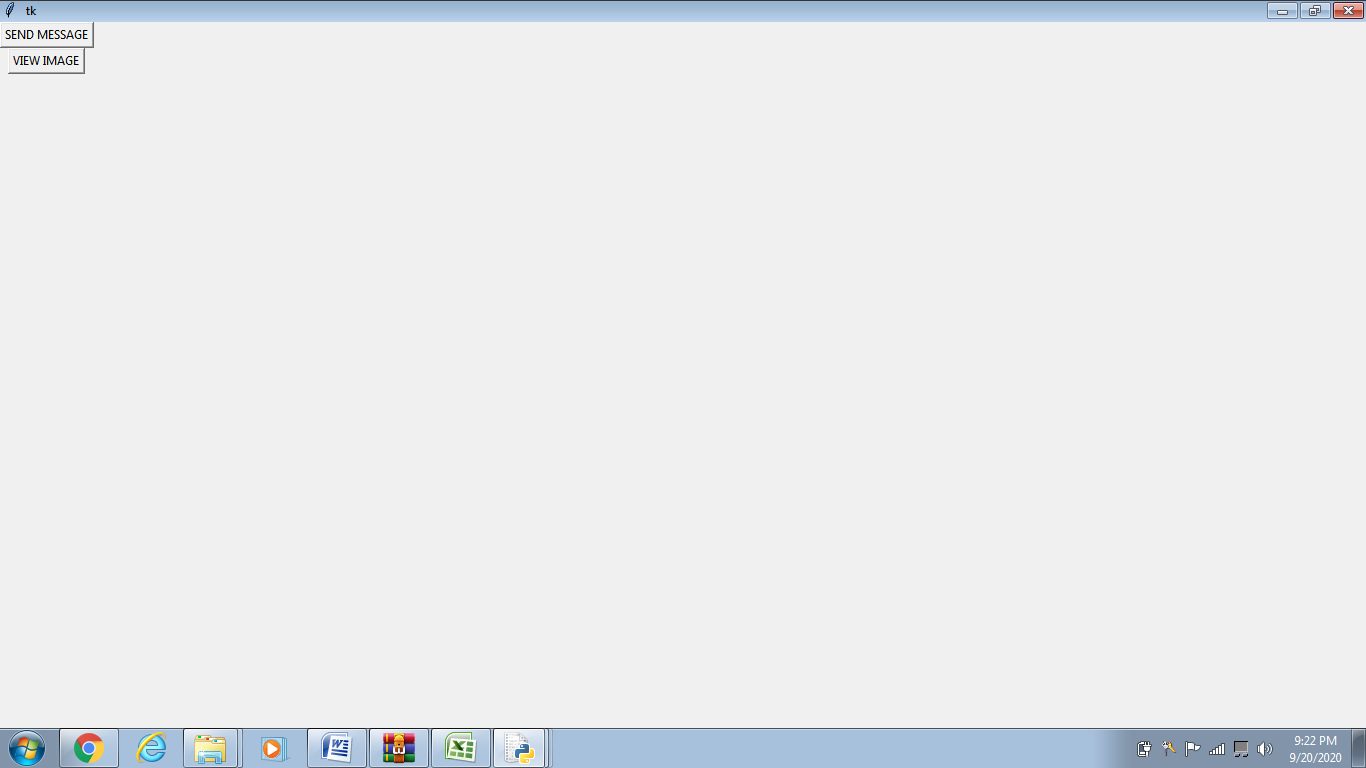 tk
SEND MESSAGE
VIEW IMAGE
9:22 PM
9/20/2020